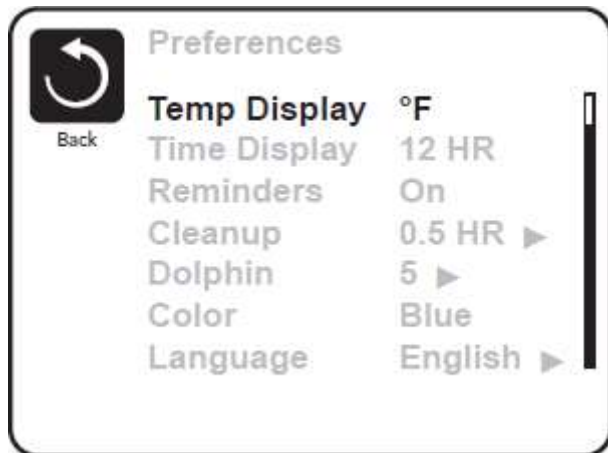 Preferences
Back
Temp Display °F
Time Display 12 HR
Reminders On
Cleanup 0.5 HR ▶
Dolphin 5 ▶
Color Blue
Language English ▶